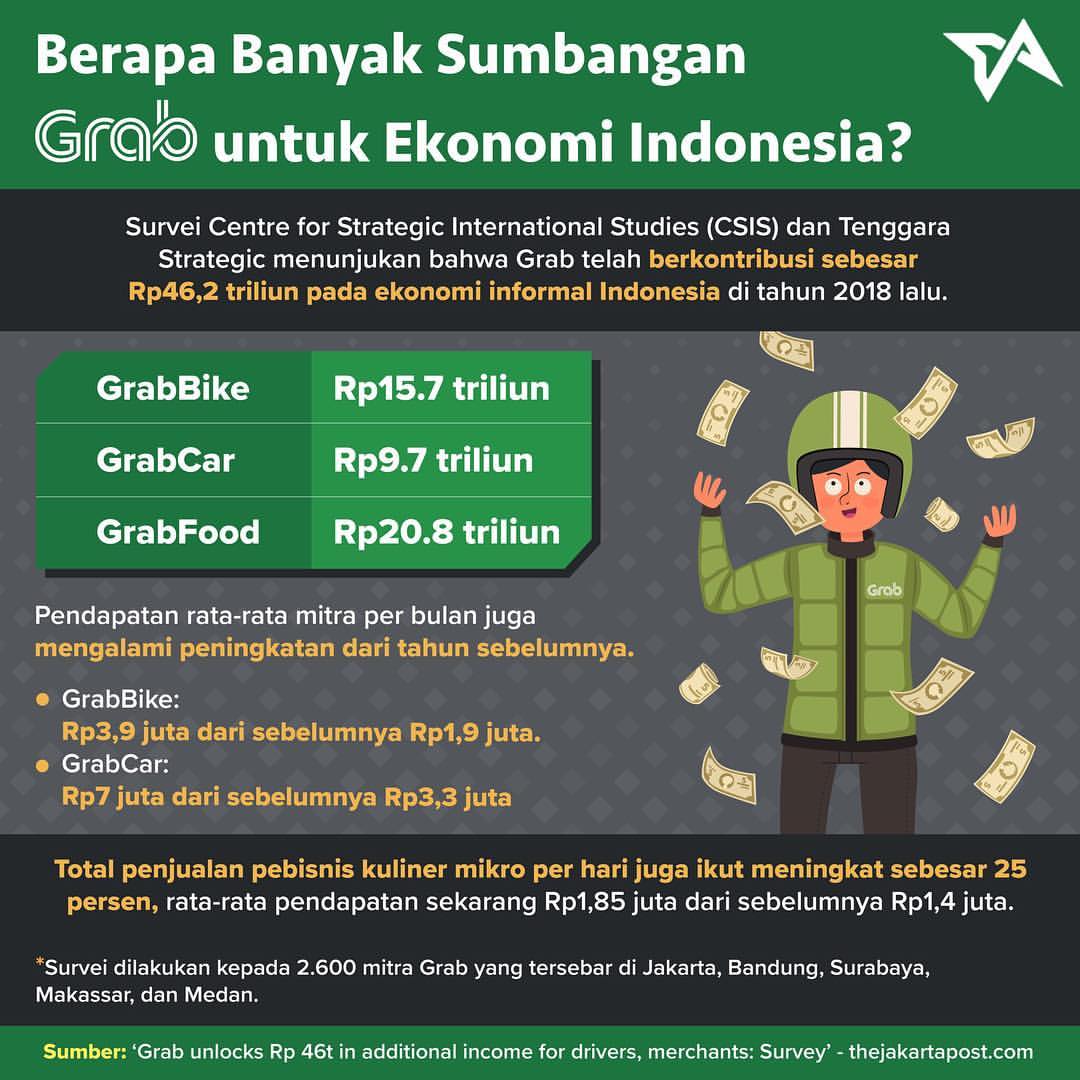 Berapa Banyak Sumbangan
Grab untuk Ekonomi Indonesia?
Survei Centre for Strategic International Studies (CSIS) dan Tenggara
Strategic menunjukan bahwa Grab telah berkontribusi sebesar
Rp46,2 triliun pada ekonomi informal Indonesia di tahun 2018 lalu.
GrabBike Rp15.7 triliun
GrabCar Rp9.7 triliun
GrabFood Rp20.8 triliun
Grab
Pendapatan rata-rata mitra per bulan juga
mengalami peningkatan dari tahun sebelumnya.
GrabBike:
Rp3,9 juta dari sebelumnya Rp1,9 juta.
GrabCar:
Rp7 juta dari sebelumnya Rp3,3 juta
Total penjualan pebisnis kuliner mikro per hari juga ikut meningkat sebesar 25
persen, rata-rata pendapatan sekarang Rp1,85 juta dari sebelumnya Rp1,4 juta.
*Survei dilakukan kepada 2.600 mitra Grab yang tersebar di Jakarta, Bandung, Surabaya,
Makassar, dan Medan.
Sumber: ‘Grab unlocks Rp 46t in additional income for drivers, merchants: Survey’ - thejakartapost.com